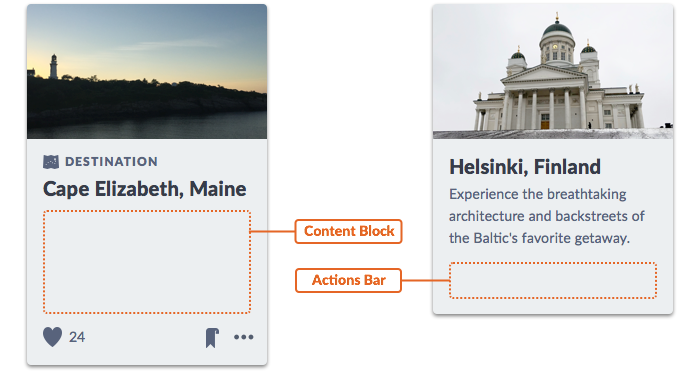 DESTINATION
Cape Elizabeth, Maine
24
Content Block
Actions Bar
Helsinki, Finland
Experience the breathtaking
architecture and backstreets of
the Baltic's favorite getaway.